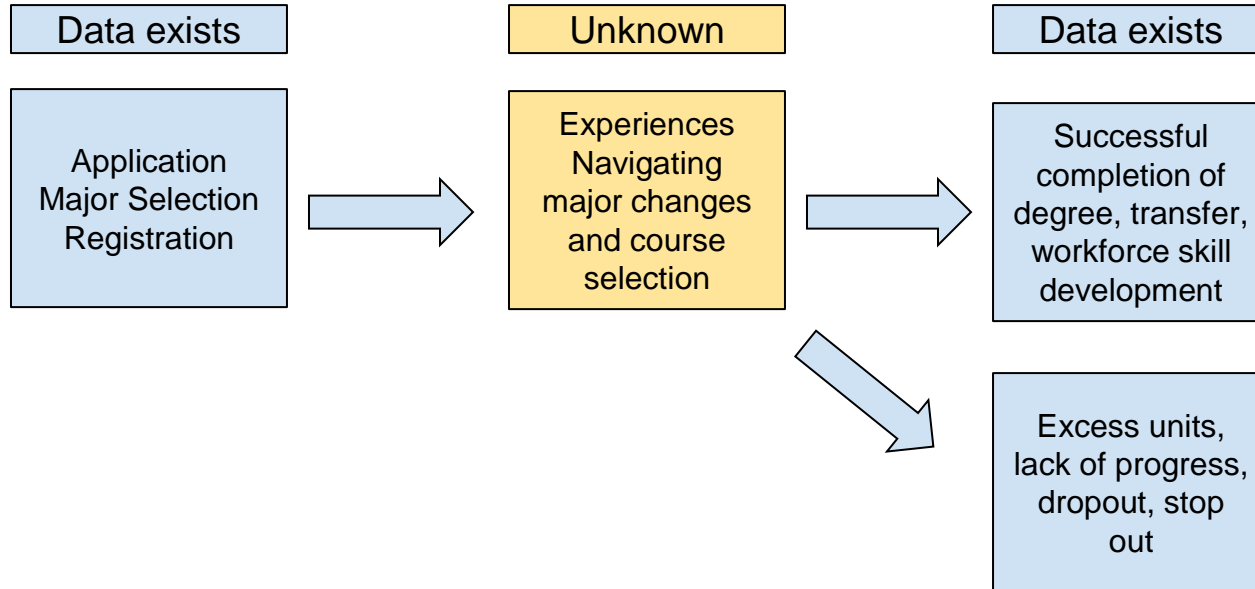 Data exists
Unknown
Data exists
Application
Major Selection
Registration
Experiences
Navigating
major changes
and course
selection
Successful
completion of
degree, transfer,
workforce skill
development
Excess units,
lack of progress,
dropout, stop
out